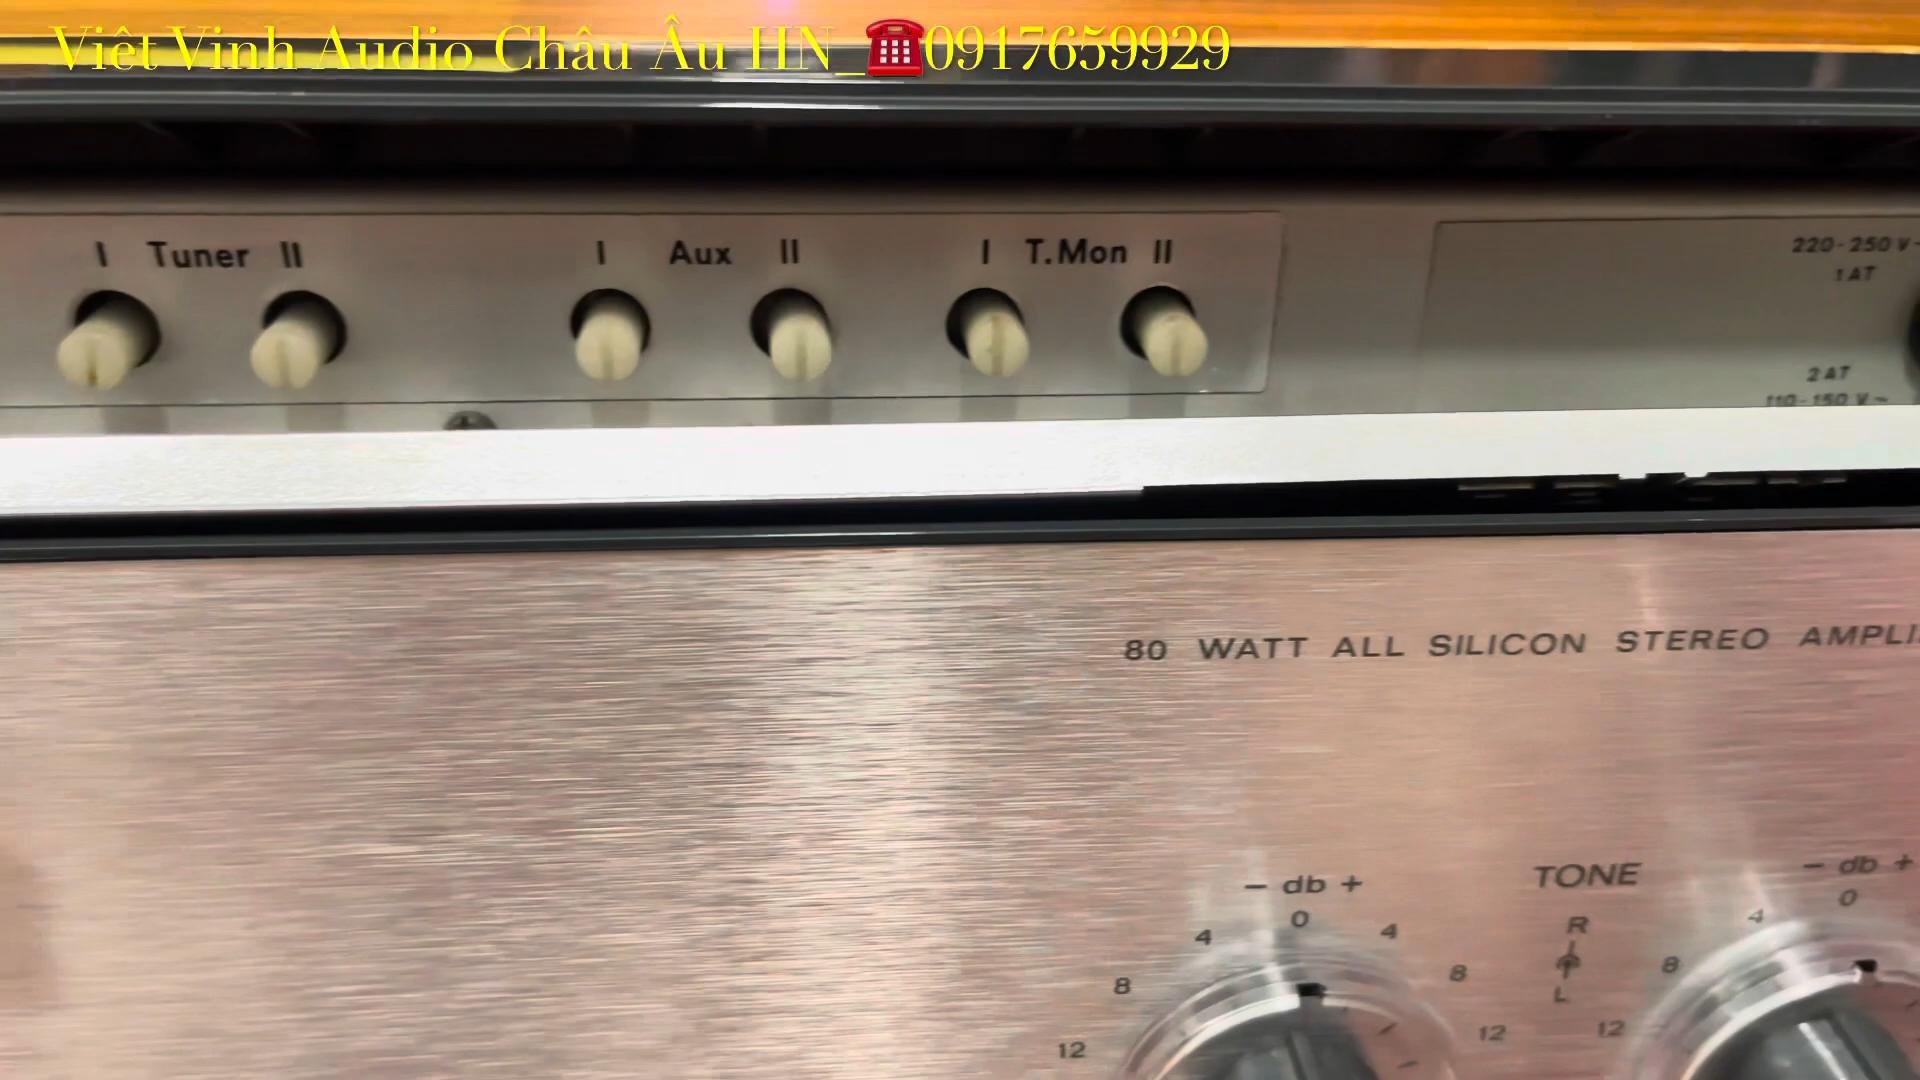 Việt Vinh Audio Châu Âu HN_☎0917659929
I Tuner II I Aux II I T.Mon II
220-250 V~
1 AT
2 AT
110-150 V~
80 WATT ALL SILICON STEREO
TONE
- db +
0
4 4
8 8
12 12
R
L
- db +
0
4
8
12